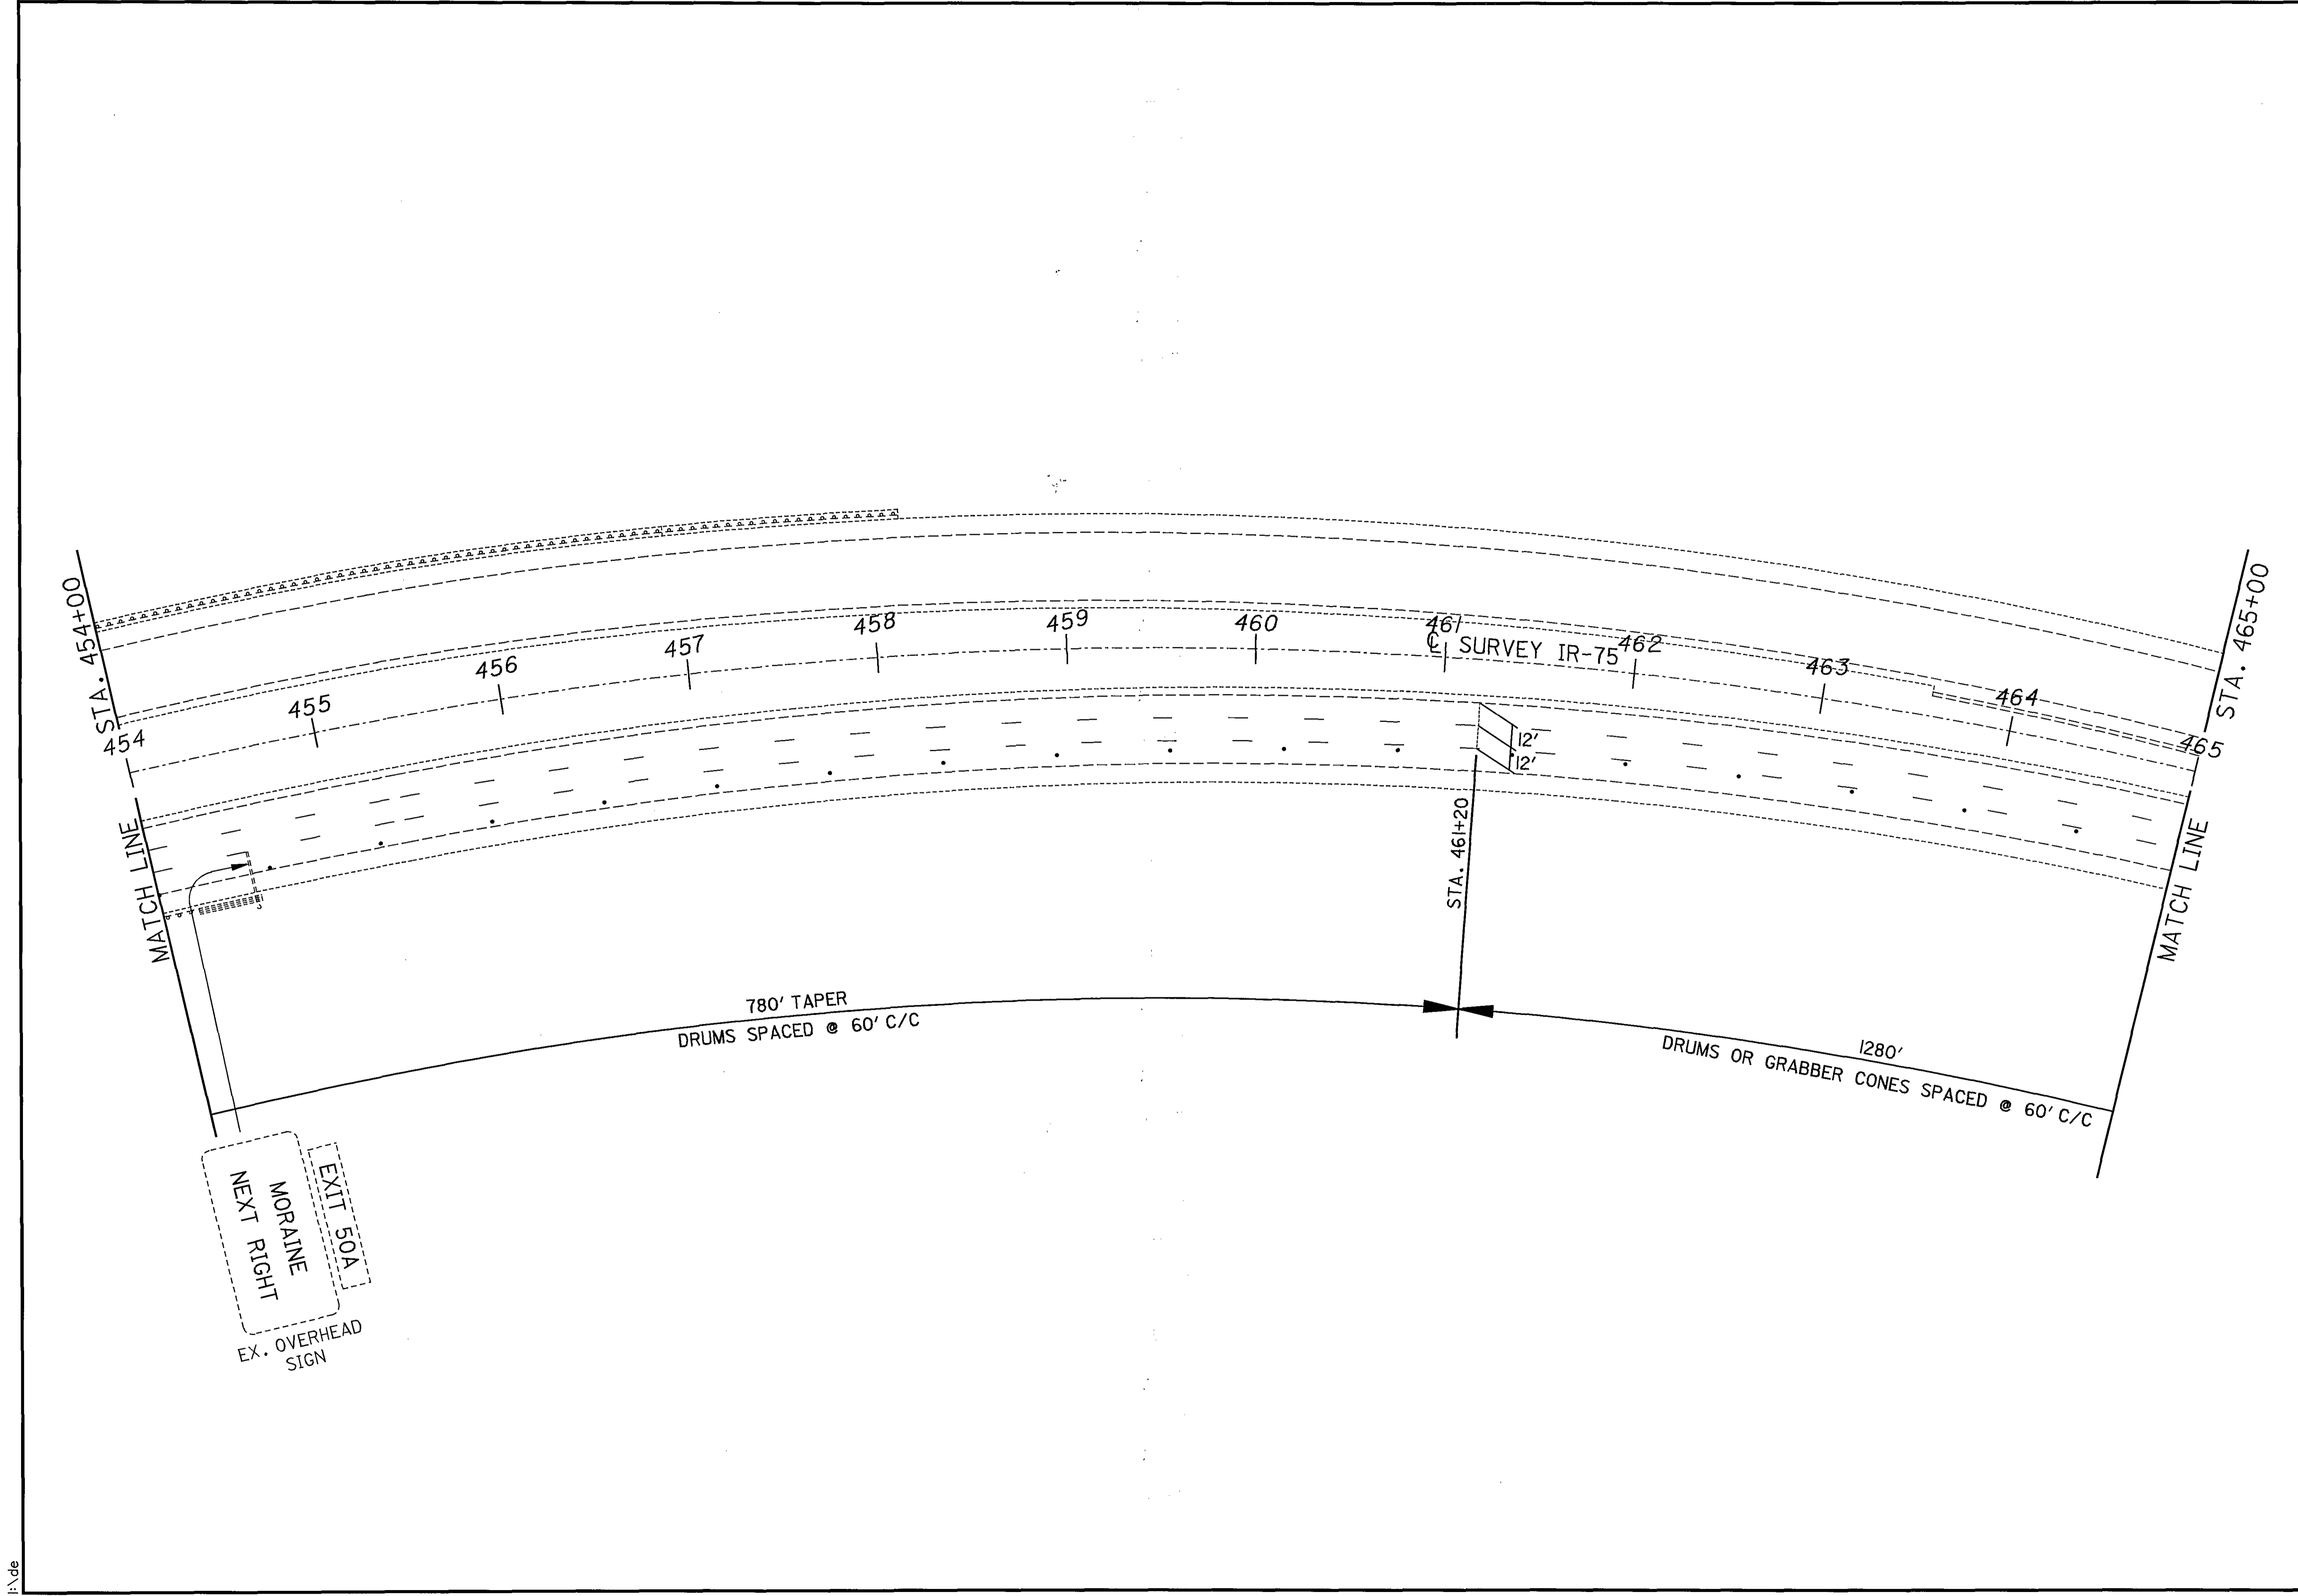 STA. 454+00
454
455
456
457
458
459
460
461
℄ SURVEY IR-75
462
463
464
465
STA. 465+00
MATCH LINE
12'
12'
STA. 461+20
MATCH LINE
780' TAPER
DRUMS SPACED @ 60' C/C
1280'
DRUMS OR GRABBER CONES SPACED @ 60' C/C
EXIT 50A
MORAINE
NEXT RIGHT
EX. OVERHEAD
SIGN
I:\de